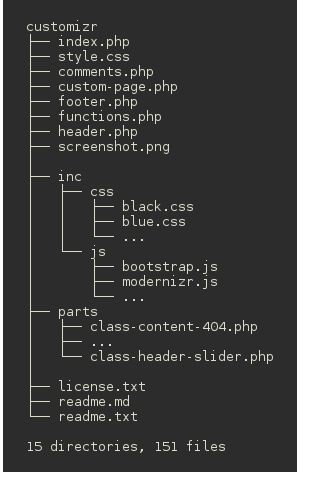 customizr
├── index.php
├── style.css
├── comments.php
├── custom-page.php
├── footer.php
├── functions.php
├── header.php
├── screenshot.png
│
├── inc
│   ├── css
│   │   ├── black.css
│   │   ├── blue.css
│   │   └── ...
│   └── js
│       ├── bootstrap.js
│       ├── modernizr.js
│       └── ...
├── parts
│   ├── class-content-404.php
│   ├── ...
│   └── class-header-slider.php
│
├── license.txt
├── readme.md
└── readme.txt

15 directories, 151 files